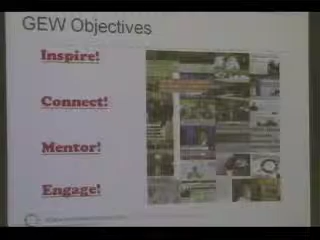 GEW Objectives
Inspire!
Connect!
Mentor!
Engage!